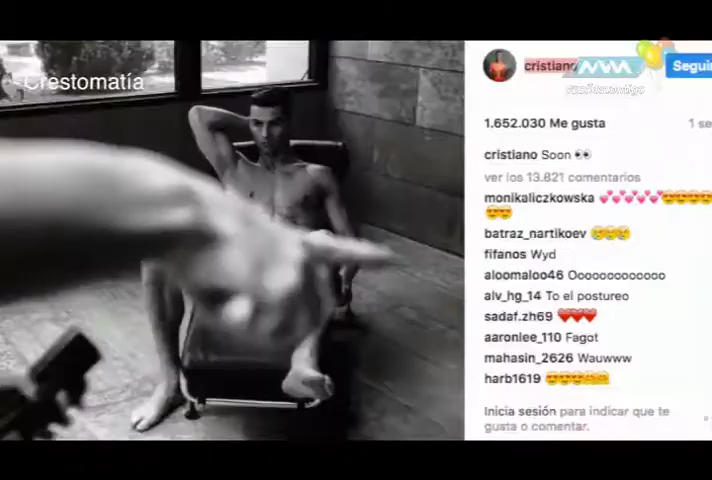 Crestomatía
cristiano
Seguir
1.652.030 Me gusta
1 se
cristiano Soon 👀
ver los 13.821 comentarios
monikaliczkowska 💕💕💕💕💕😍😍😍😍
😍😍
batraz_nartikoev 😢😢😢
fifanos Wyd
aloomaloo46 Oooooooooooo
alv_hg_14 To el postureo
sadaf.zh69 ❤❤❤
aaronlee_110 Fagot
mahasin_2626 Wauwww
harb1619 😍😍😍😊😊
Inicia sesión para indicar que te
gusta o comentar.